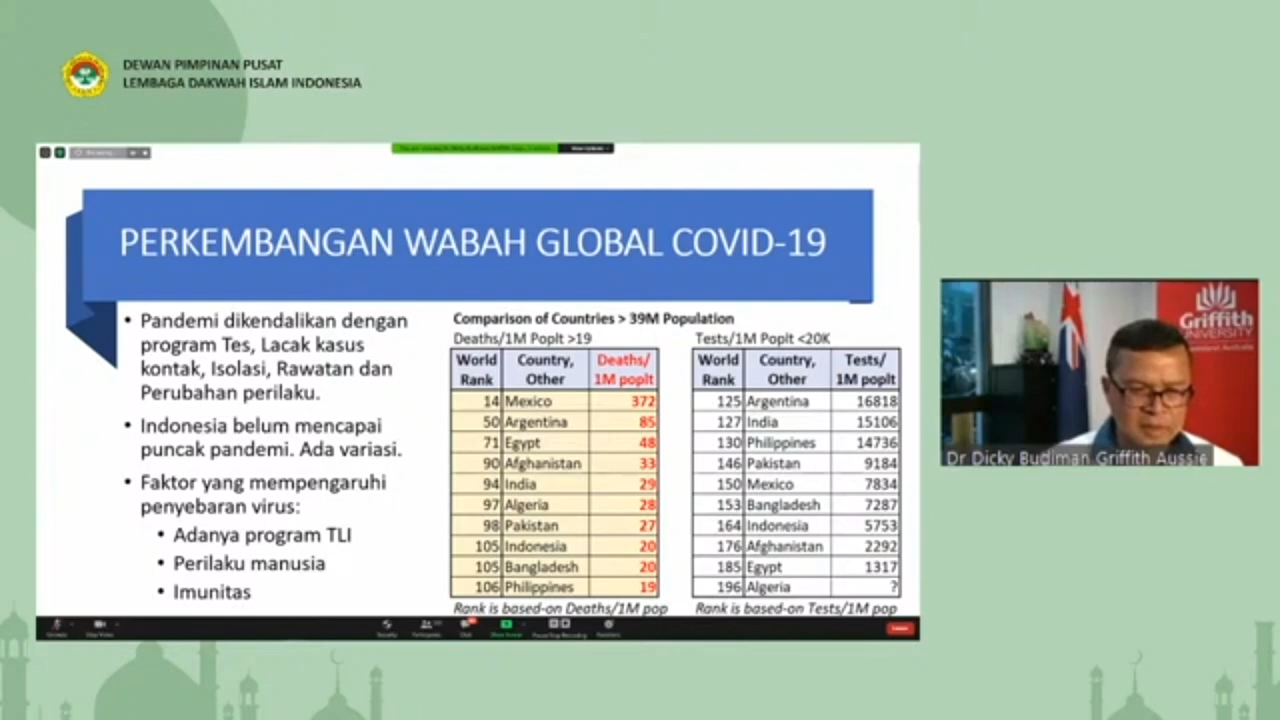 DEWAN PIMPINAN PUSAT
LEMBAGA DAKWAH ISLAM INDONESIA
PERKEMBANGAN WABAH GLOBAL COVID-19
• Pandemi dikendalikan dengan
program Tes, Lacak kasus
kontak, Isolasi, Rawatan dan
Perubahan perilaku.
• Indonesia belum mencapai
puncak pandemi. Ada variasi.
• Faktor yang mempengaruhi
penyebaran virus:
• Adanya program TLI
• Perilaku manusia
• Imunitas
Comparison of Countries > 39M Population
Deaths/1M Poplt >19
World Rank Country, Other Deaths/ 1M poplt
14 Mexico 372
50 Argentina 85
71 Egypt 48
90 Afghanistan 33
94 India 29
97 Algeria 28
98 Pakistan 27
105 Indonesia 20
105 Bangladesh 20
106 Philippines 19
Rank is based-on Deaths/1M pop
Tests/1M Poplt <20K
World Rank Country, Other Tests/ 1M poplt
125 Argentina 16818
127 India 15106
130 Philippines 14736
146 Pakistan 9184
150 Mexico 7834
153 Bangladesh 7287
164 Indonesia 5753
176 Afghanistan 2292
185 Egypt 1317
196 Algeria ?
Rank is based-on Tests/1M pop
Griffith
UNIVERSITY
Dr Dicky Budiman Griffith Aussie